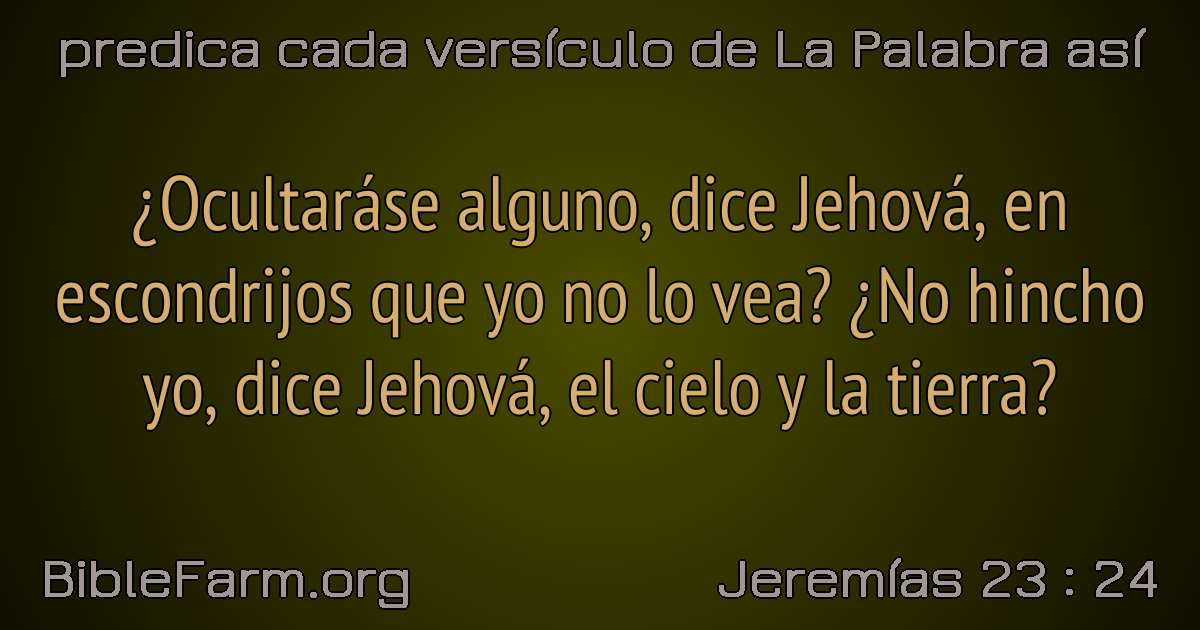 predica cada versículo de La Palabra así
¿Ocultaráse alguno, dice Jehová, en
escondrijos que yo no lo vea? ¿No hincho
yo, dice Jehová, el cielo y la tierra?
BibleFarm.org
Jeremías 23 : 24